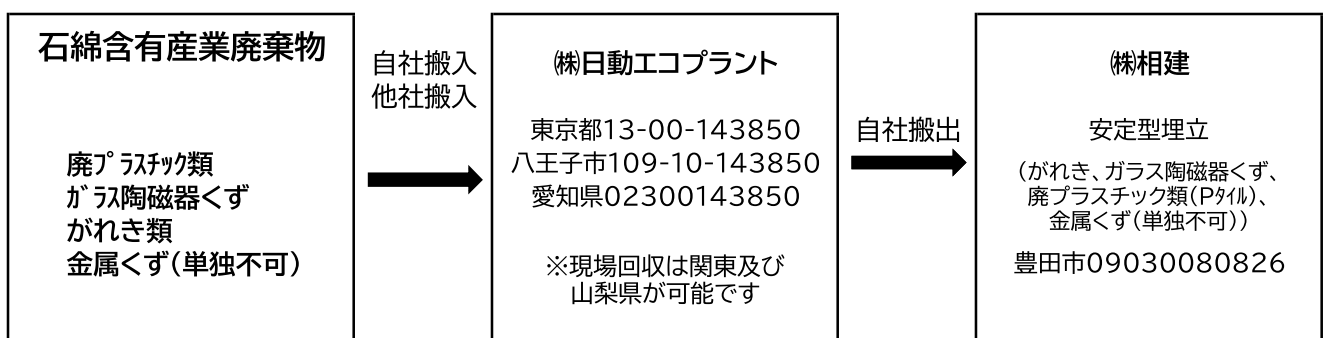 石綿含有産業廃棄物
廃プラスチック類
ガラス陶磁器くず
がれき類
金属くず(単独不可)
自社搬入
他社搬入
㈱日動エコプラント
東京都13-00-143850
八王子市109-10-143850
愛知県02300143850
※現場回収は関東及び
山梨県が可能です
自社搬出
㈱相建
安定型埋立
(がれき、ガラス陶磁器くず、
廃プラスチック類(Pタイル)、
金属くず(単独不可))
豊田市09030080826